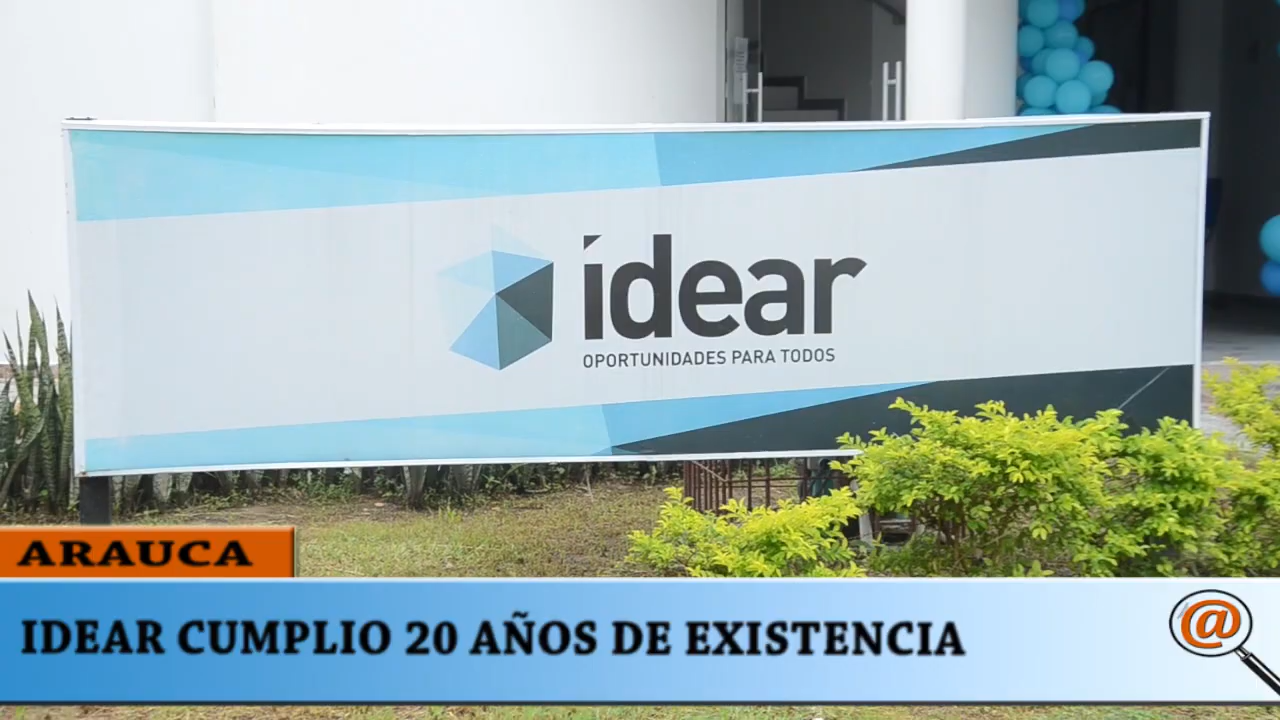 idear
OPORTUNIDADES PARA TODOS
ARAUCA
IDEAR CUMPLIO 20 AÑOS DE EXISTENCIA
@